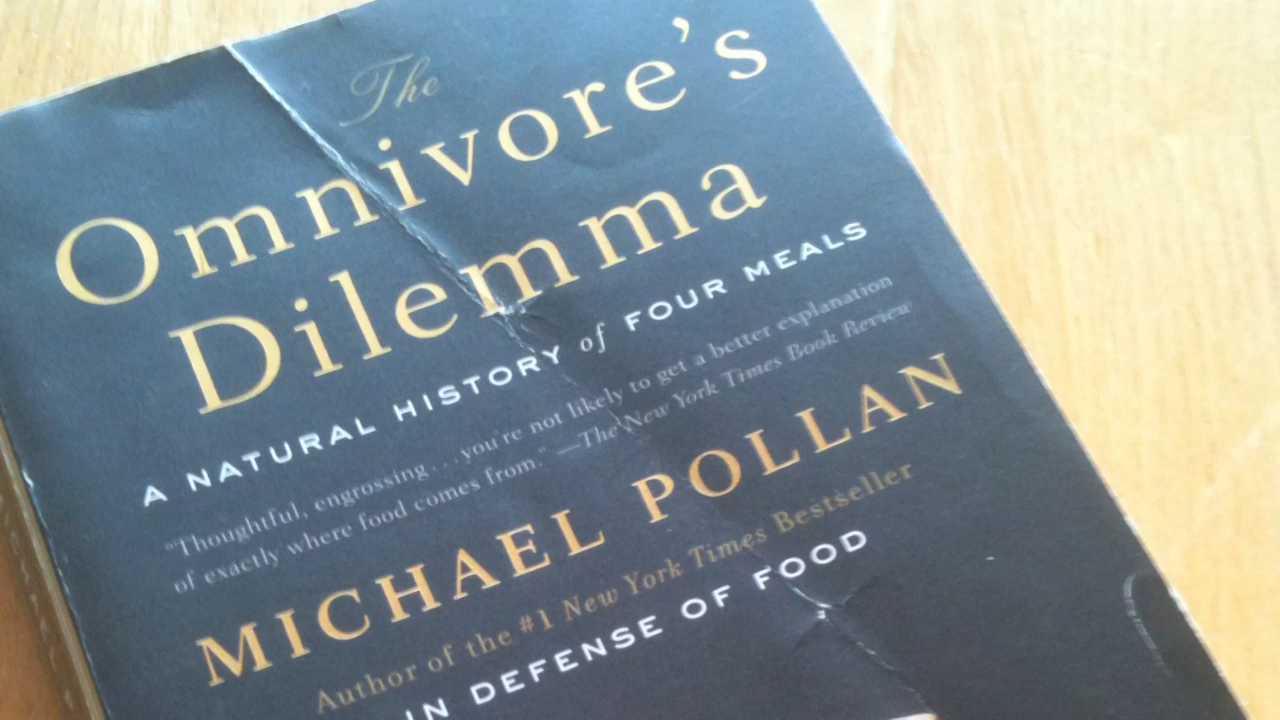 The
Omnivore's
Dilemma
A NATURAL HISTORY of FOUR MEALS
"Thoughtful, engrossing . . . you're not likely to get a better explanation
of exactly where food comes from." —The New York Times Book Review
MICHAEL POLLAN
Author of the #1 New York Times Bestseller
IN DEFENSE OF FOOD